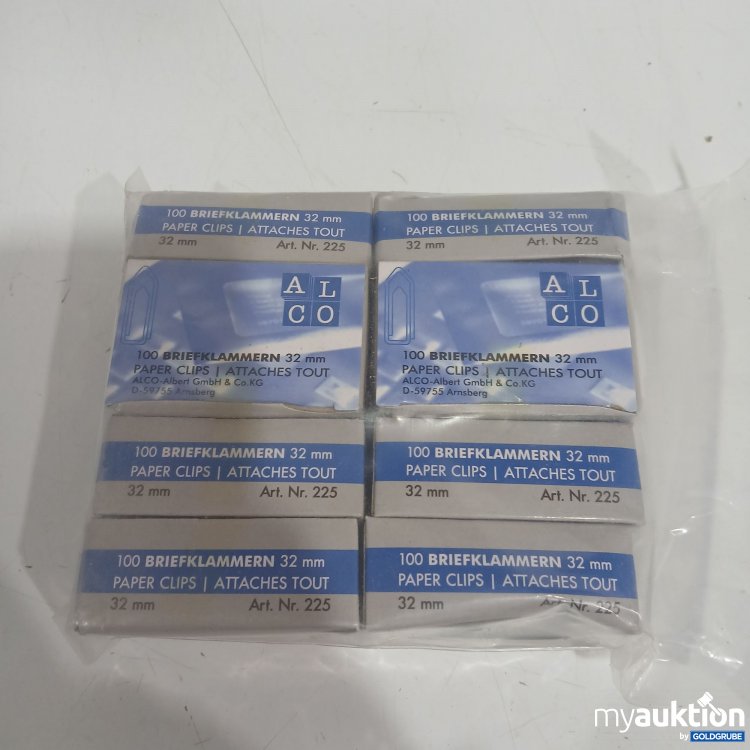 100 BRIEFKLAMMERN 32 mm
PAPER CLIPS | ATTACHES TOUT
32 mm Art. Nr. 225
100 BRIEFKLAMMERN 32 mm
PAPER CLIPS | ATTACHES TOUT
32 mm Art. Nr. 225
AL
CO
100 BRIEFKLAMMERN 32 mm
PAPER CLIPS | ATTACHES TOUT
ALCO-Albert GmbH & Co.KG
D-59755 Arnsberg
AL
CO
100 BRIEFKLAMMERN 32 mm
PAPER CLIPS | ATTACHES TOUT
ALCO-Albert GmbH & Co.KG
D-59755 Arnsberg
100 BRIEFKLAMMERN 32 mm
PAPER CLIPS | ATTACHES TOUT
32 mm Art. Nr. 225
100 BRIEFKLAMMERN 32 mm
PAPER CLIPS | ATTACHES TOUT
32 mm Art. Nr. 225
100 BRIEFKLAMMERN 32 mm
PAPER CLIPS | ATTACHES TOUT
32 mm Art. Nr. 225
100 BRIEFKLAMMERN 32 mm
PAPER CLIPS | ATTACHES TOUT
32 mm Art. Nr. 225
myauktion
by GOLDGRUBE